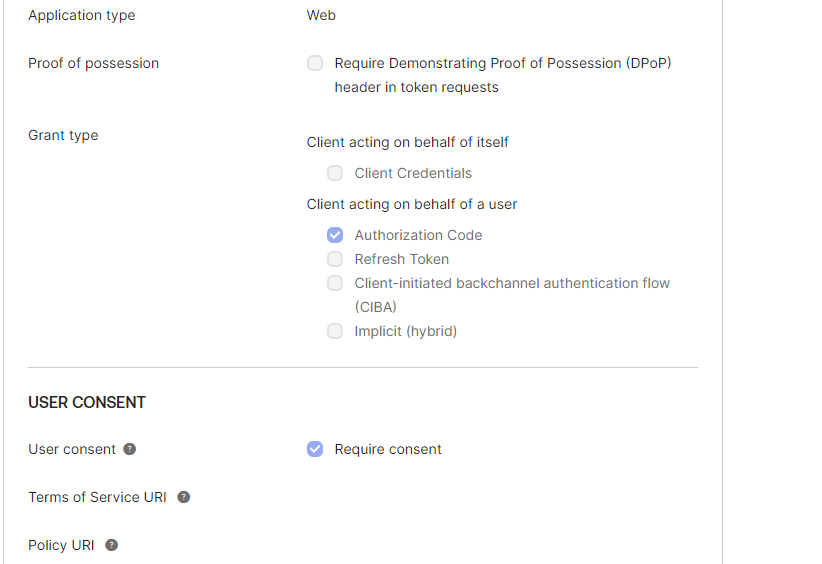 Application type Web
Proof of possession Require Demonstrating Proof of Possession (DPoP)
header in token requests
Grant type
Client acting on behalf of itself
Client Credentials
Client acting on behalf of a user
Authorization Code
Refresh Token
Client-initiated backchannel authentication flow
(CIBA)
Implicit (hybrid)
USER CONSENT
User consent ? Require consent
Terms of Service URI ?
Policy URI ?